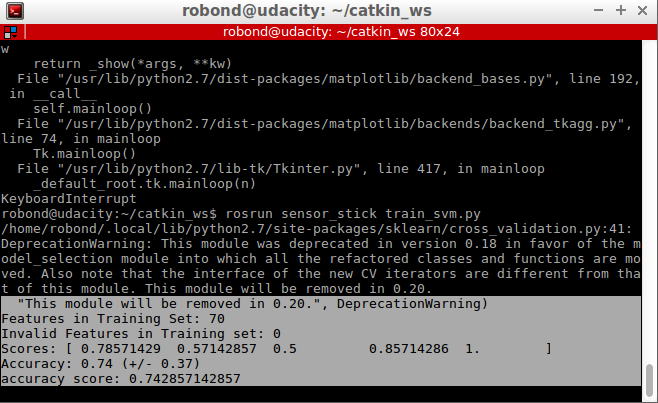 robond@udacity: ~/catkin_ws
robond@udacity: ~/catkin_ws 80x24
w
    return _show(*args, **kw)
  File "/usr/lib/python2.7/dist-packages/matplotlib/backend_bases.py", line 192,
 in __call__
    self.mainloop()
  File "/usr/lib/python2.7/dist-packages/matplotlib/backends/backend_tkagg.py",
line 74, in mainloop
    Tk.mainloop()
  File "/usr/lib/python2.7/lib-tk/Tkinter.py", line 417, in mainloop
    _default_root.tk.mainloop(n)
KeyboardInterrupt
robond@udacity:~/catkin_ws$ rosrun sensor_stick train_svm.py
/home/robond/.local/lib/python2.7/site-packages/sklearn/cross_validation.py:41:
DeprecationWarning: This module was deprecated in version 0.18 in favor of the m
odel_selection module into which all the refactored classes and functions are mo
ved. Also note that the interface of the new CV iterators are different from tha
t of this module. This module will be removed in 0.20.
  "This module will be removed in 0.20.", DeprecationWarning)
Features in Training Set: 70
Invalid Features in Training set: 0
Scores: [ 0.78571429  0.57142857  0.5         0.85714286  1.        ]
Accuracy: 0.74 (+/- 0.37)
accuracy score: 0.742857142857